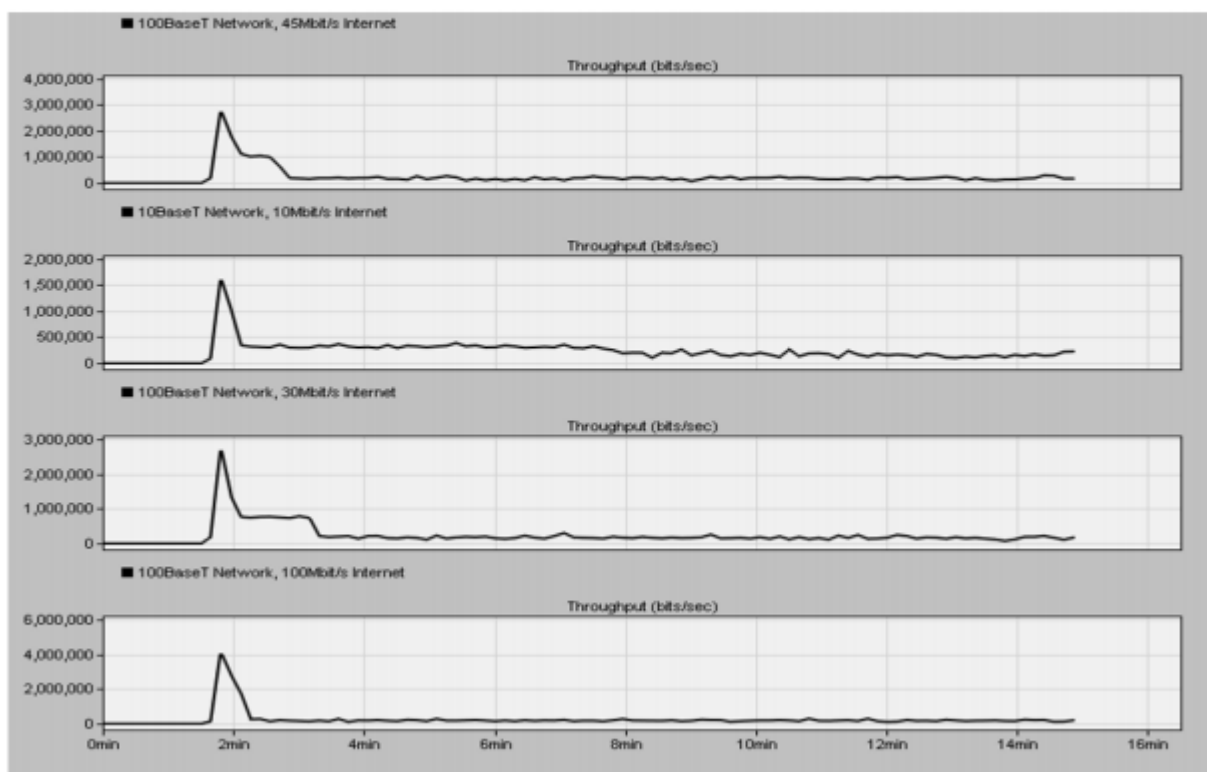 100BaseT Network, 45Mbit/s Internet
Throughput (bits/sec)
4,000,000
3,000,000
2,000,000
1,000,000
0
10BaseT Network, 10Mbit/s Internet
Throughput (bits/sec)
2,000,000
1,500,000
1,000,000
500,000
0
100BaseT Network, 30Mbit/s Internet
Throughput (bits/sec)
3,000,000
2,000,000
1,000,000
0
100BaseT Network, 100Mbit/s Internet
Throughput (bits/sec)
6,000,000
4,000,000
2,000,000
0
0min 2min 4min 6min 8min 10min 12min 14min 16min